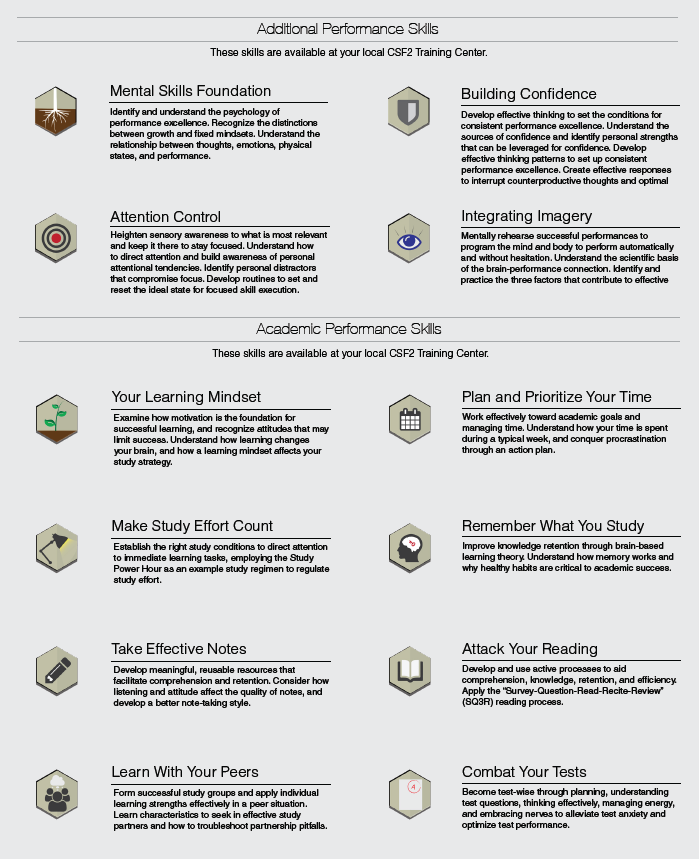 Additional Performance Skills
These skills are available at your local CSF2 Training Center.
Mental Skills Foundation
Identify and understand the psychology of
performance excellence. Recognize the distinctions
between growth and fixed mindsets. Understand the
relationship between thoughts, emotions, physical
states, and performance.
Building Confidence
Develop effective thinking to set the conditions for
consistent performance excellence. Understand the
sources of confidence and identify personal strengths
that can be leveraged for confidence. Develop
effective thinking patterns to set up consistent
performance excellence. Create effective responses
to interrupt counterproductive thoughts and optimal
Attention Control
Heighten sensory awareness to what is most relevant
and keep it there to stay focused. Understand how
to direct attention and build awareness of personal
attentional tendencies. Identify personal distractors
that compromise focus. Develop routines to set and
reset the ideal state for focused skill execution.
Integrating Imagery
Mentally rehearse successful performances to
program the mind and body to perform automatically
and without hesitation. Understand the scientific basis
of the brain-performance connection. Identify and
practice the three factors that contribute to effective
Academic Performance Skills
These skills are available at your local CSF2 Training Center.
Your Learning Mindset
Examine how motivation is the foundation for
successful learning, and recognize attitudes that may
limit success. Understand how learning changes
your brain, and how a learning mindset affects your
study strategy.
Plan and Prioritize Your Time
Work effectively toward academic goals and
managing time. Understand how your time is spent
during a typical week, and conquer procrastination
through an action plan.
Make Study Effort Count
Establish the right study conditions to direct attention
to immediate learning tasks, employing the Study
Power Hour as an example study regimen to regulate
study effort.
Remember What You Study
Improve knowledge retention through brain-based
learning theory. Understand how memory works and
why healthy habits are critical to academic success.
Take Effective Notes
Develop meaningful, reusable resources that
facilitate comprehension and retention. Consider how
listening and attitude affect the quality of notes, and
develop a better note-taking style.
Attack Your Reading
Develop and use active processes to aid
comprehension, knowledge, retention, and efficiency.
Apply the “Survey-Question-Read-Recite-Review”
(SQ3R) reading process.
Learn With Your Peers
Form successful study groups and apply individual
learning strengths effectively in a peer situation.
Learn characteristics to seek in effective study
partners and how to troubleshoot partnership pitfalls.
Combat Your Tests
Become test-wise through planning, understanding
test questions, thinking effectively, managing energy,
and embracing nerves to alleviate test anxiety and
optimize test performance.